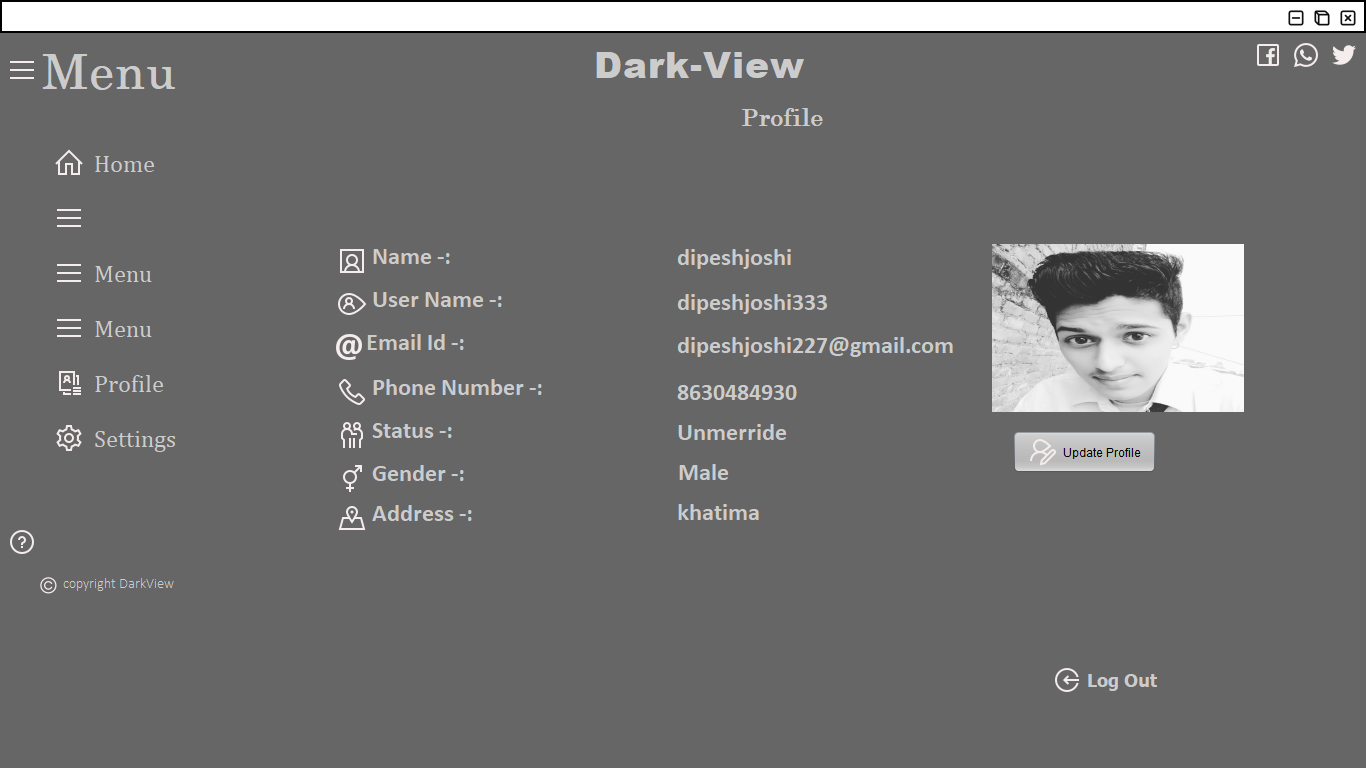 Menu
Dark-View
Profile
Home
Menu
Menu
Profile
Settings
Name -: dipeshjoshi
User Name -: dipeshjoshi333
@ Email Id -: dipeshjoshi227@gmail.com
Phone Number -: 8630484930
Status -: Unmerride
Gender -: Male
Address -: khatima
Update Profile
?
© copyright DarkView
Log Out